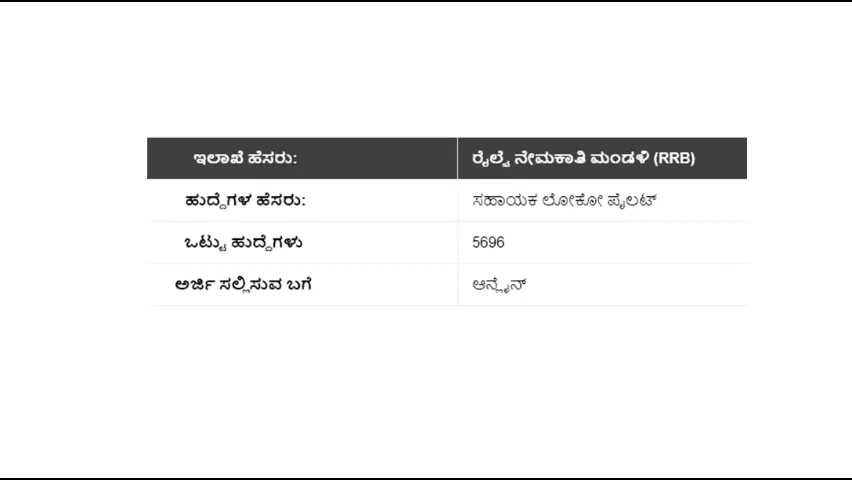 ಇಲಾಖೆ ಹೆಸರು: ರೈಲ್ವೆ ನೇಮಕಾತಿ ಮಂಡಳಿ (RRB)
ಹುದ್ದೆಗಳ ಹೆಸರು: ಸಹಾಯಕ ಲೋಕೋ ಪೈಲಟ್
ಒಟ್ಟು ಹುದ್ದೆಗಳು 5696
ಅರ್ಜಿ ಸಲ್ಲಿಸುವ ಬಗೆ ಆನ್ಲೈನ್